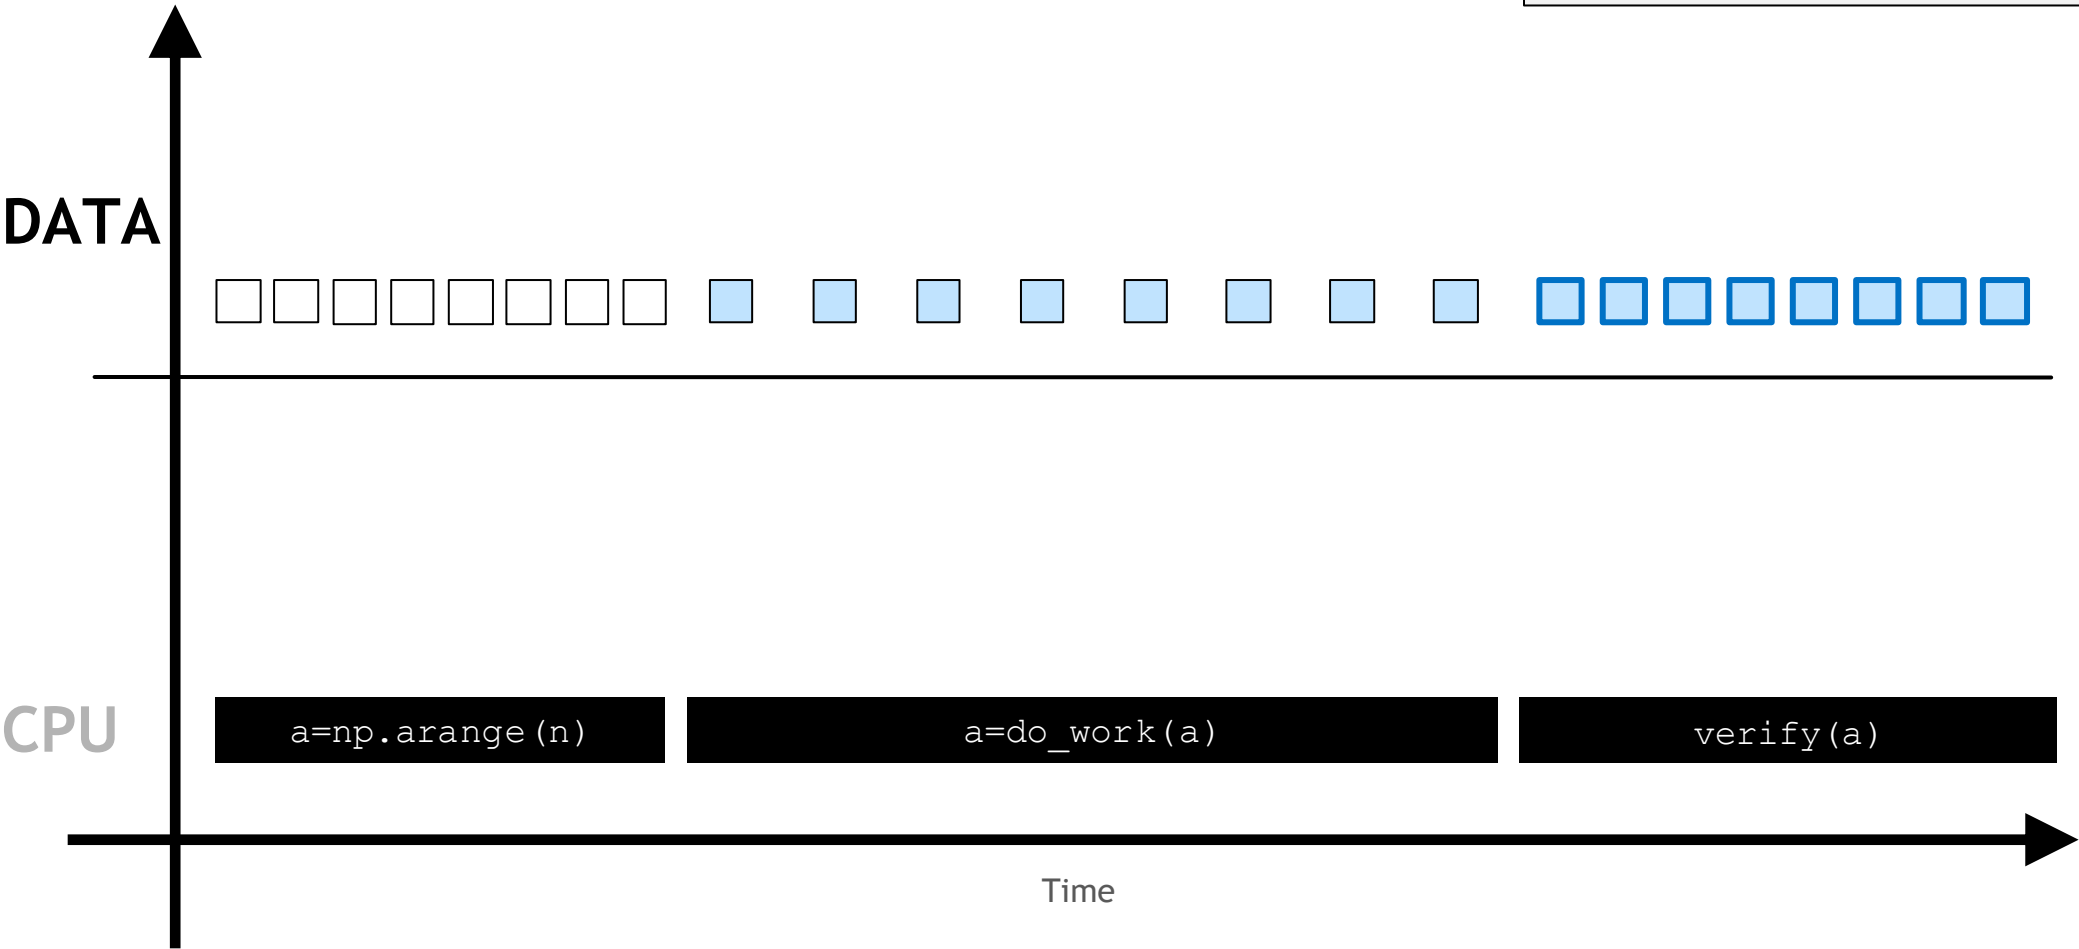 DATA
CPU
a=np.arange(n)
a=do_work(a)
verify(a)
Time